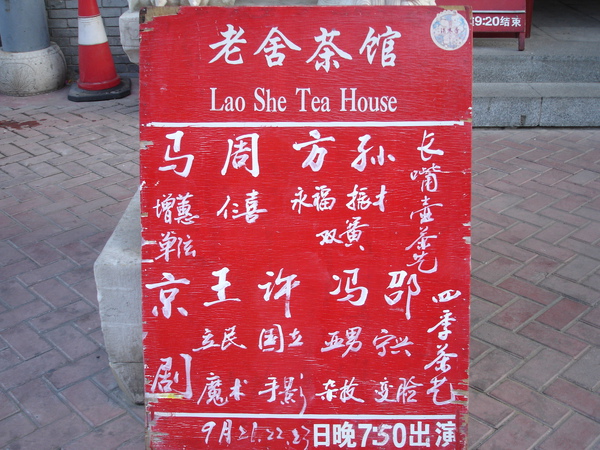 老舍茶馆
Lao She Tea House
马 周 方 孙
增蕙 仁喜 永福 振才
单弦 双黄
长嘴壶茶艺
京剧
王 许 冯 邵
立民 国立 亚男 宁兴
魔术 手影 杂技 变脸
四季茶艺
9月21.22.23日晚7:50出演
9:20结束